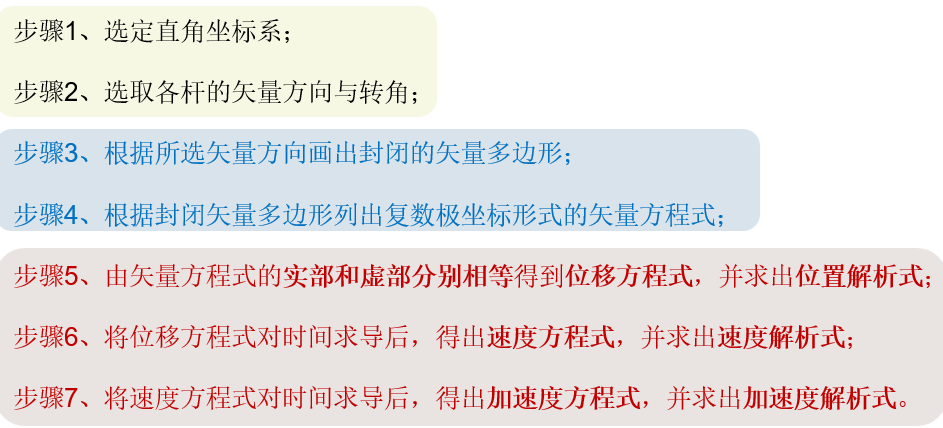 步骤1、选定直角坐标系；
步骤2、选取各杆的矢量方向与转角；
步骤3、根据所选矢量方向画出封闭的矢量多边形；
步骤4、根据封闭矢量多边形列出复数极坐标形式的矢量方程式；
步骤5、由矢量方程式的实部和虚部分别相等得到位移方程式，并求出位置解析式；
步骤6、将位移方程式对时间求导后，得出速度方程式，并求出速度解析式；
步骤7、将速度方程式对时间求导后，得出加速度方程式，并求出加速度解析式。